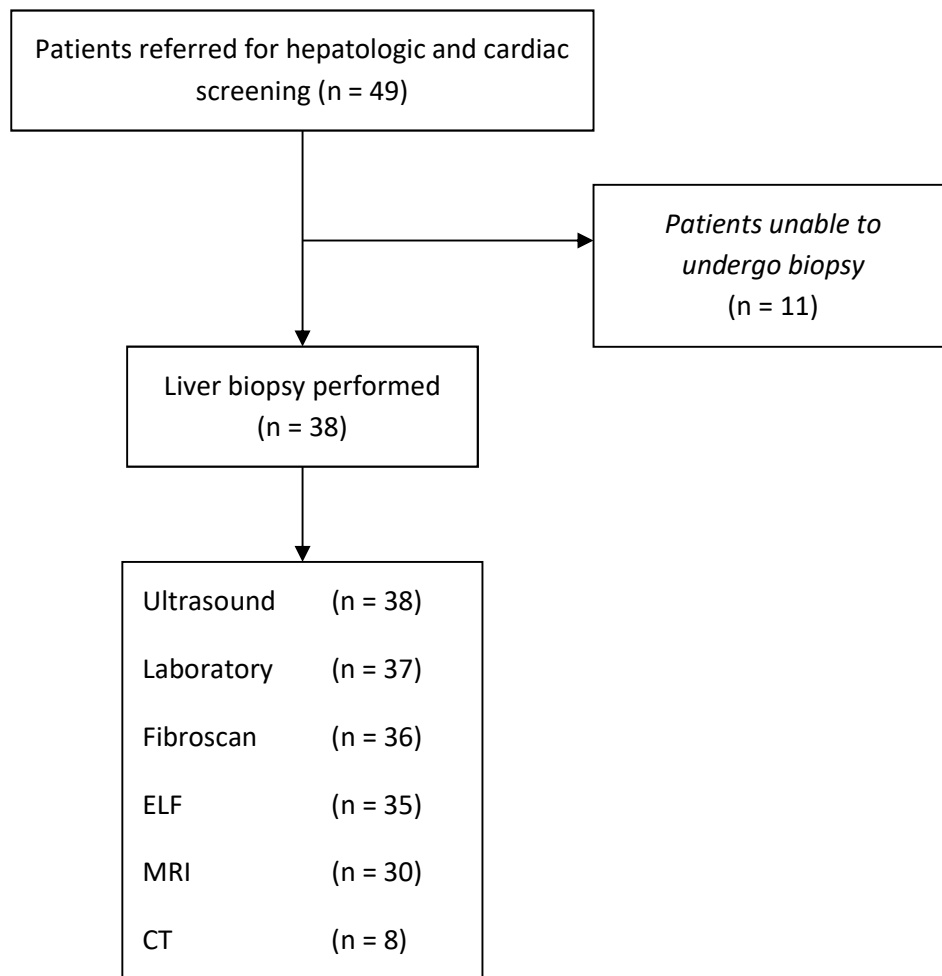 Patients referred for hepatologic and cardiac
screening (n = 49)
Patients unable to
undergo biopsy
(n = 11)
Liver biopsy performed
(n = 38)
Ultrasound (n = 38)
Laboratory (n = 37)
Fibroscan (n = 36)
ELF (n = 35)
MRI (n = 30)
CT (n = 8)